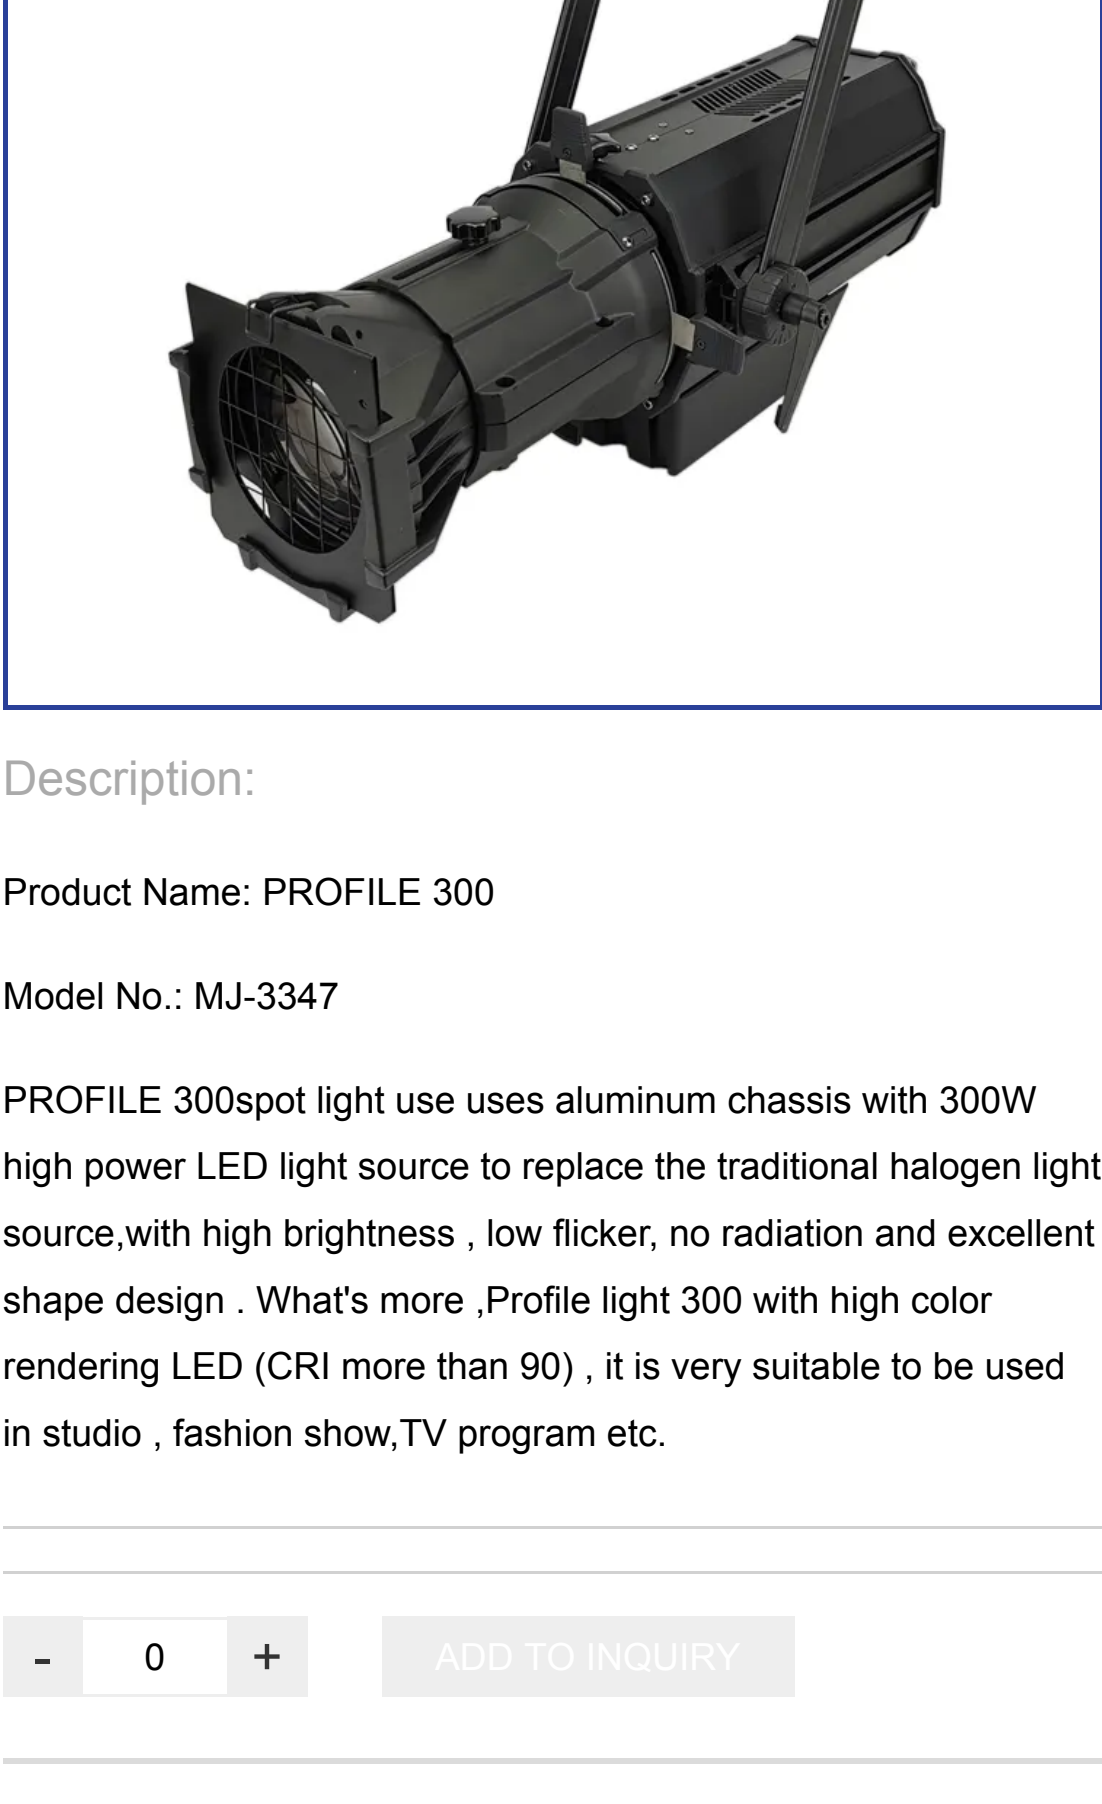 Description:
Product Name: PROFILE 300
Model No.: MJ-3347
PROFILE 300spot light use uses aluminum chassis with 300W
high power LED light source to replace the traditional halogen light
source,with high brightness , low flicker, no radiation and excellent
shape design . What's more ,Profile light 300 with high color
rendering LED (CRI more than 90) , it is very suitable to be used
in studio , fashion show,TV program etc.
- 0 + ADD TO INQUIRY